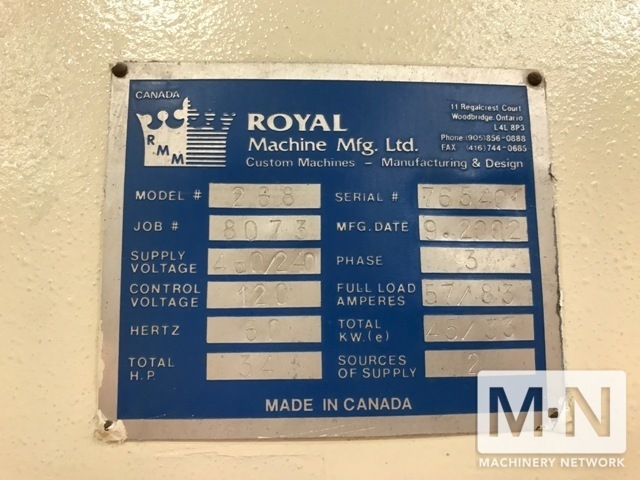 CANADA
RMM
ROYAL
Machine Mfg. Ltd.
Custom Machines - Manufacturing & Design
11 Regalcrest Court
Woodbridge, Ontario
L4L 8P3
Phone (905)856-0888
FAX (416)744-0685
MODEL # 268 SERIAL #
JOB # 8073 MFG. DATE 9.2002
SUPPLY VOLTAGE PHASE 3
CONTROL VOLTAGE 120 FULL LOAD AMPERES 57/83
HERTZ 60 TOTAL KW.(e)
TOTAL H.P. SOURCES OF SUPPLY 2
MADE IN CANADA
MN
MACHINERY NETWORK